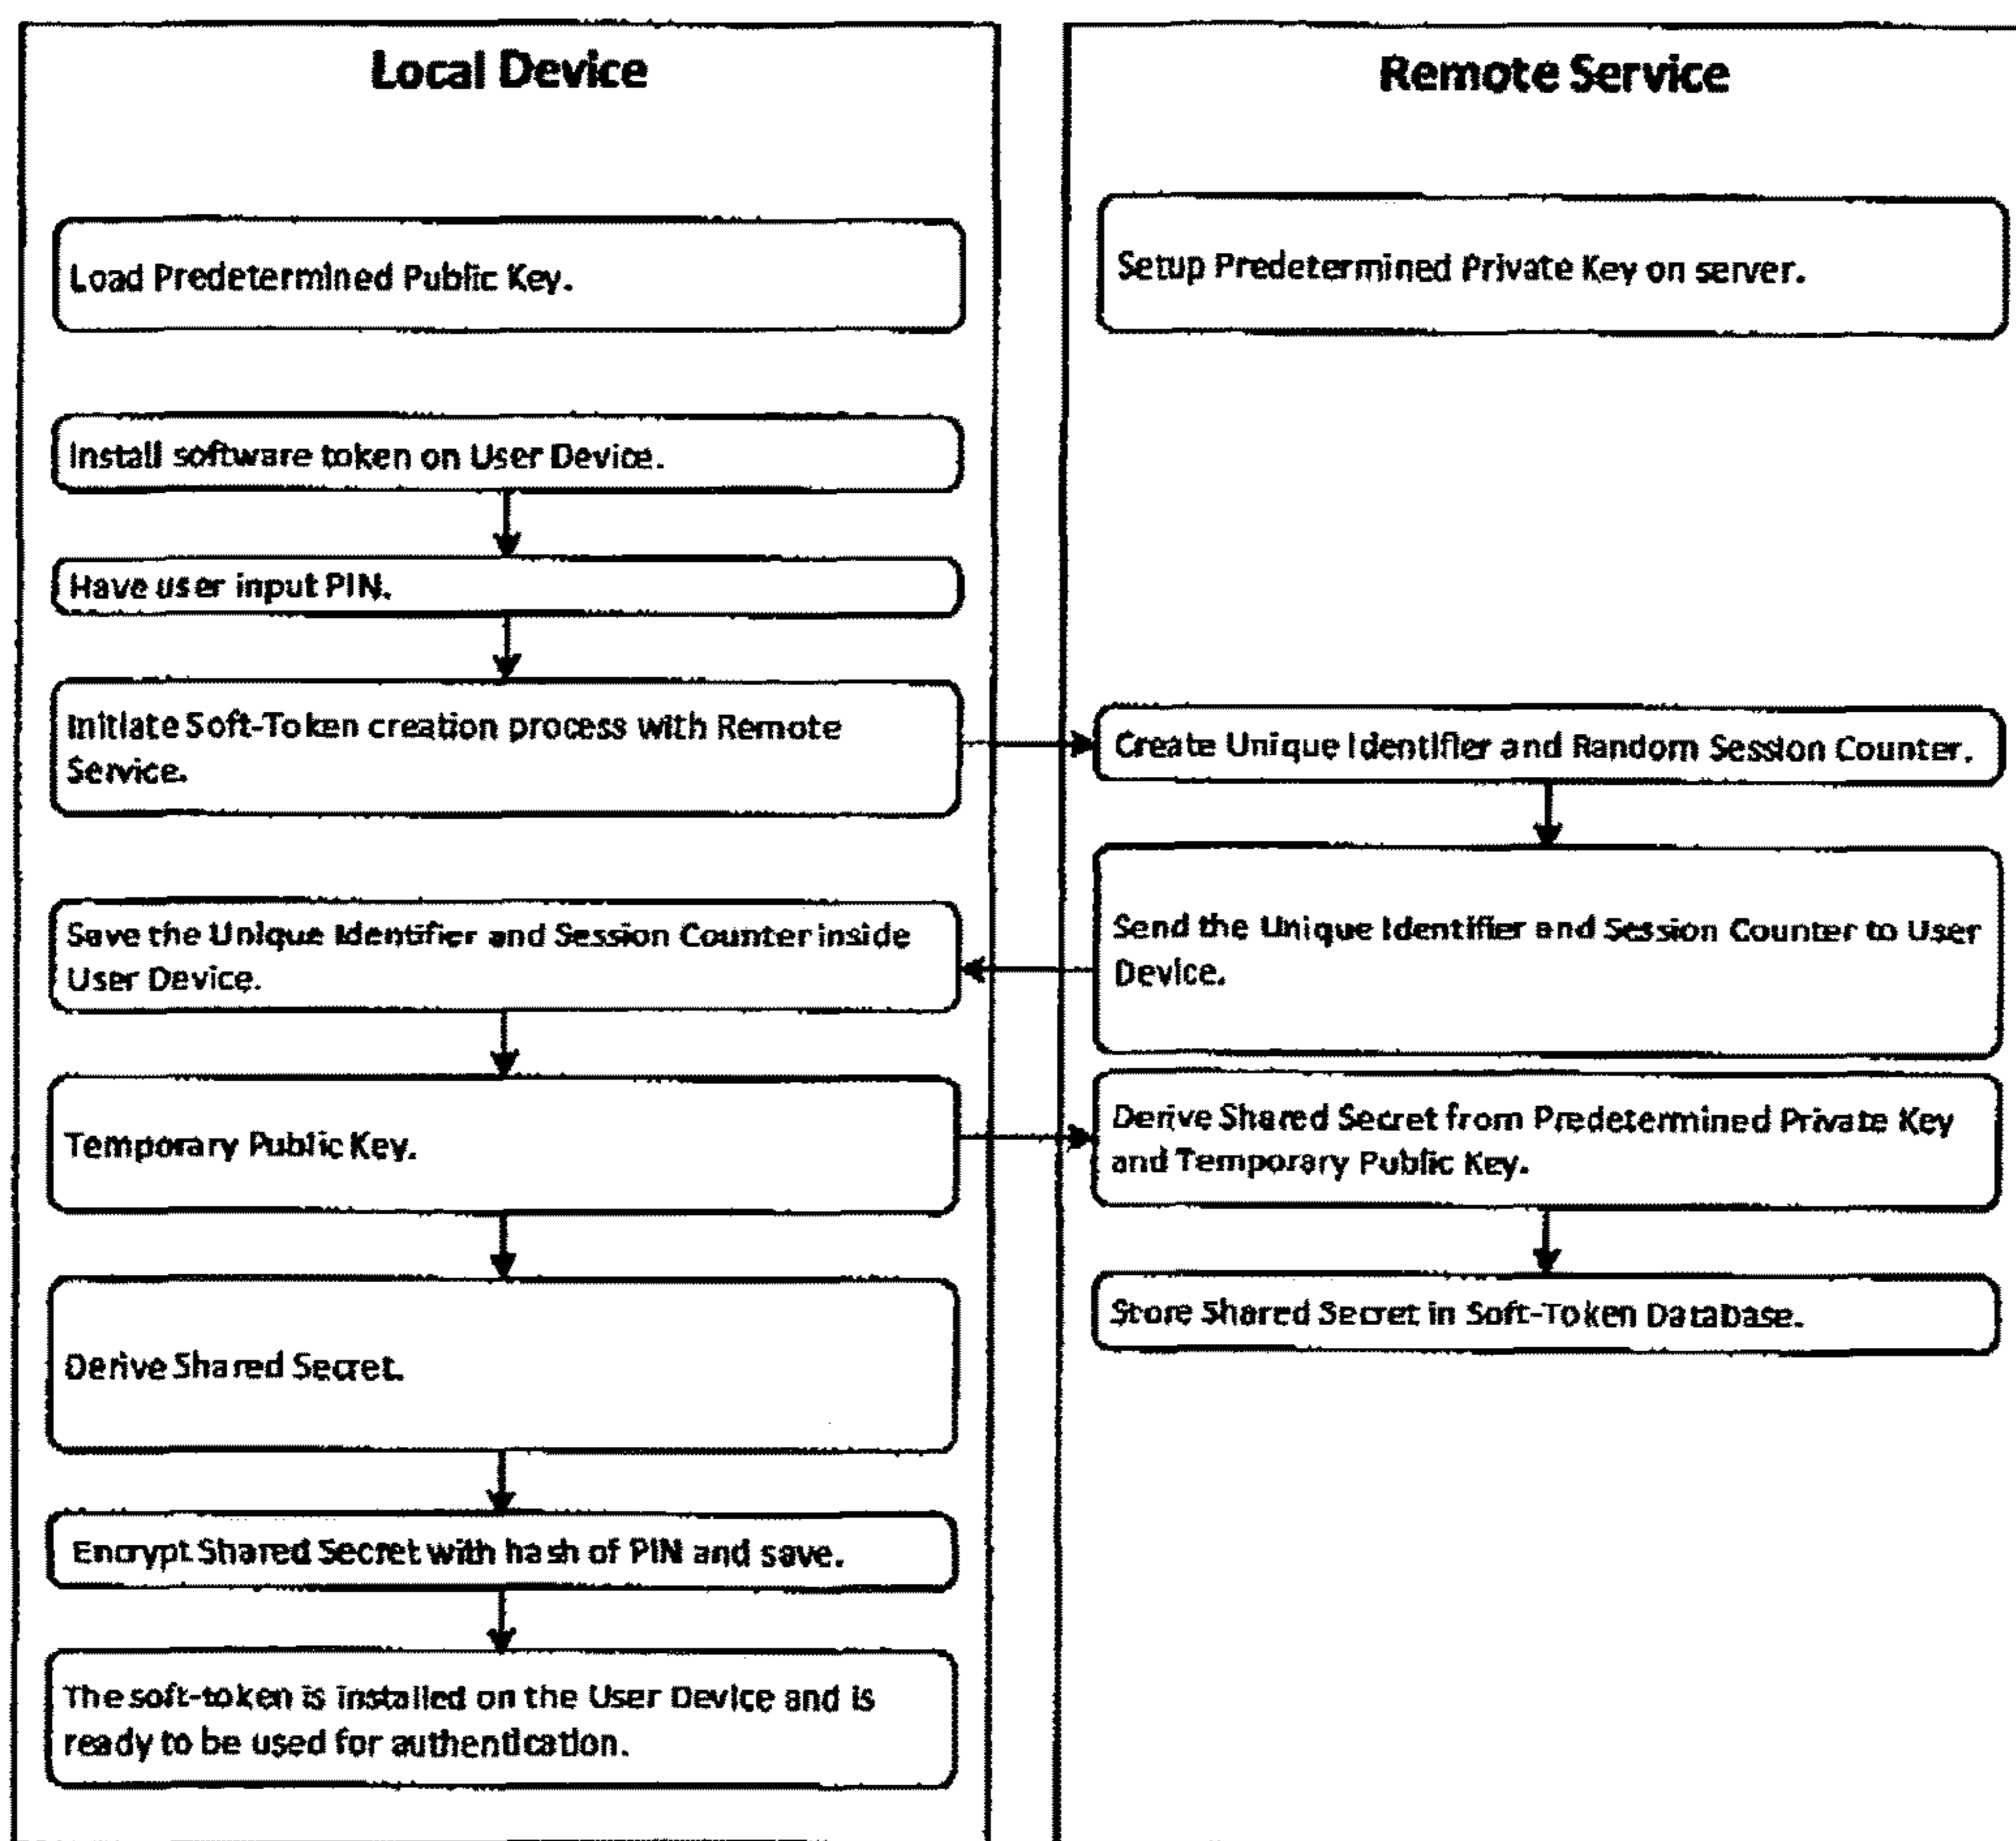 Local Device
Load Predetermined Public Key.
Install software token on User Device.
Have user input PIN.
Initiate Soft-Token creation process with Remote
Service.
Save the Unique Identifier and Session Counter inside
User Device.
Temporary Public Key.
Derive Shared Secret.
Encrypt Shared Secret with hash of PIN and save.
The soft-token is installed on the User Device and is
ready to be used for authentication.
Remote Service
Setup Predetermined Private Key on server.
Create Unique Identifier and Random Session Counter.
Send the Unique Identifier and Session Counter to User
Device.
Derive Shared Secret from Predetermined Private Key
and Temporary Public Key.
Store Shared Secret in Soft-Token Database.